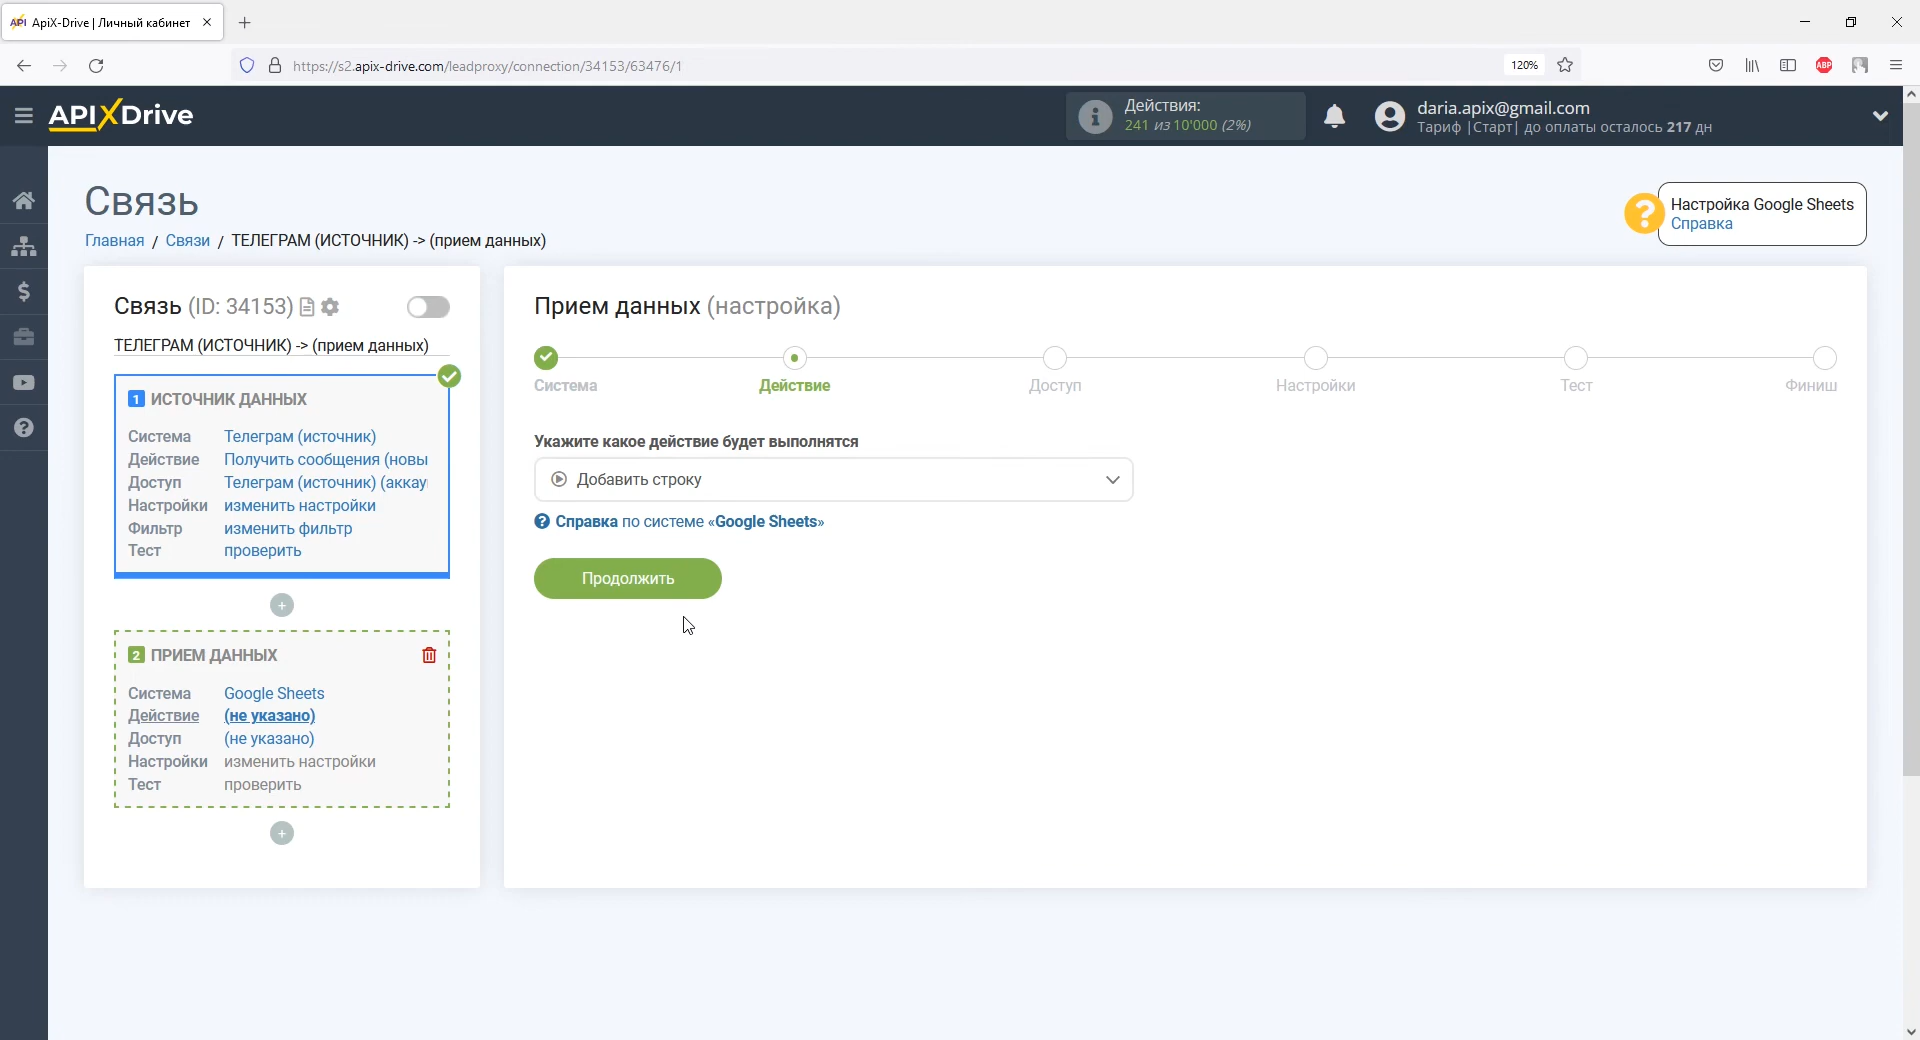 ApiX-Drive | Личный кабинет
https://s2.apix-drive.com/leadproxy/connection/34153/63476/1
120%
ABP
APIXDrive
Действия:
241 из 10'000 (2%)
daria.apix@gmail.com
Тариф |Старт| до оплаты осталось 217 дн
Связь
Настройка Google Sheets
Справка
Главная / Связи / ТЕЛЕГРАМ (ИСТОЧНИК) -> (прием данных)
Связь (ID: 34153)
ТЕЛЕГРАМ (ИСТОЧНИК) -> (прием данных)
1 ИСТОЧНИК ДАННЫХ
Система Телеграм (источник)
Действие Получить сообщения (новы
Доступ Телеграм (источник) (аккау
Настройки изменить настройки
Фильтр изменить фильтр
Тест проверить
2 ПРИЕМ ДАННЫХ
Система Google Sheets
Действие (не указано)
Доступ (не указано)
Настройки изменить настройки
Тест проверить
Прием данных (настройка)
Система Действие Доступ Настройки Тест Финиш
Укажите какое действие будет выполнятся
Добавить строку
Справка по системе «Google Sheets»
Продолжить